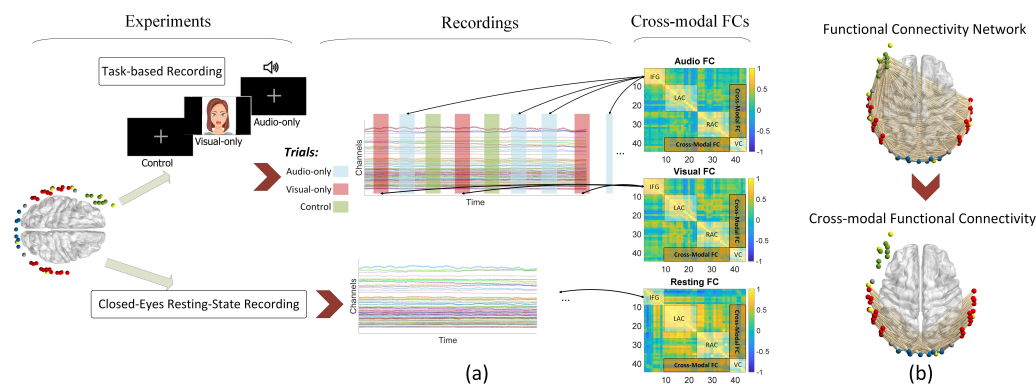 Experiments
Recordings
Cross-modal FCs
Task-based Recording
Control
Visual-only
Audio-only
Trials:
Audio-only
Visual-only
Control
Closed-Eyes Resting-State Recording
Channels
Time
...
Channels
Time
...
Audio FC
IFG
LAC
RAC
VC
Cross-Modal FC
Cross-Modal FC
10
20
30
40
10 20 30 40
1
0.5
0
-0.5
-1
Visual FC
IFG
LAC
RAC
VC
Cross-Modal FC
Cross-Modal FC
10
20
30
40
10 20 30 40
1
0.5
0
-0.5
-1
Resting FC
IFG
LAC
RAC
VC
Cross-Modal FC
Cross-Modal FC
10
20
30
40
10 20 30 40
1
0.5
0
-0.5
-1
(a)
Functional Connectivity Network
Cross-modal Functional Connectivity
(b)